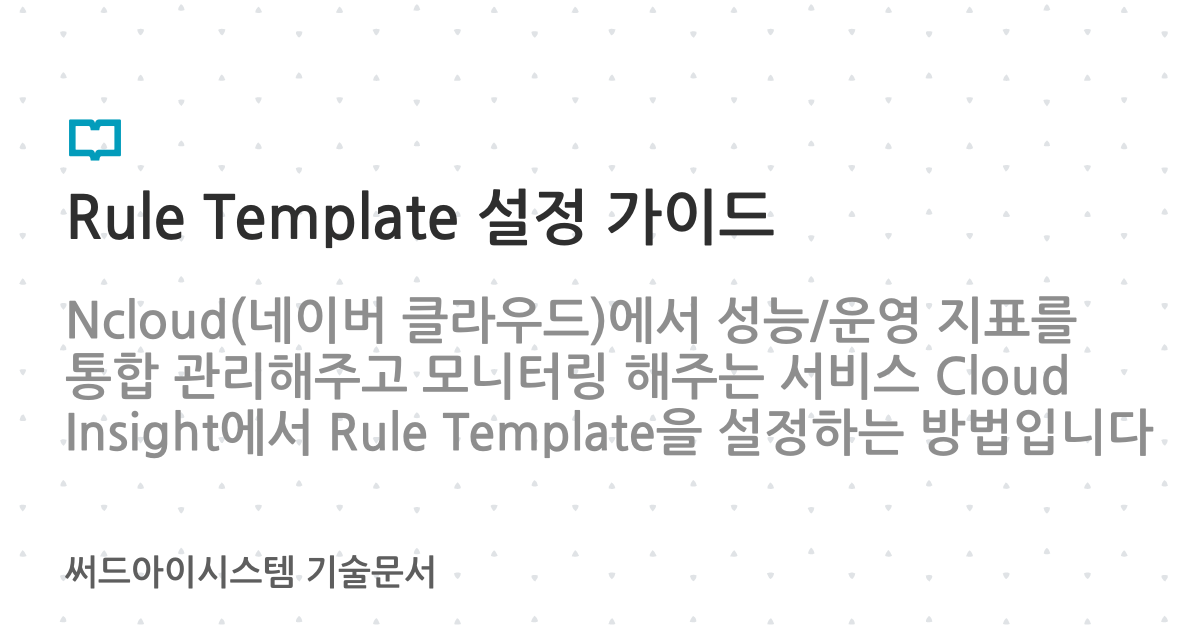 Rule Template 설정 가이드
Ncloud(네이버 클라우드)에서 성능/운영 지표를
통합 관리해주고 모니터링 해주는 서비스 Cloud
Insight에서 Rule Template을 설정하는 방법입니다
써드아이시스템 기술문서